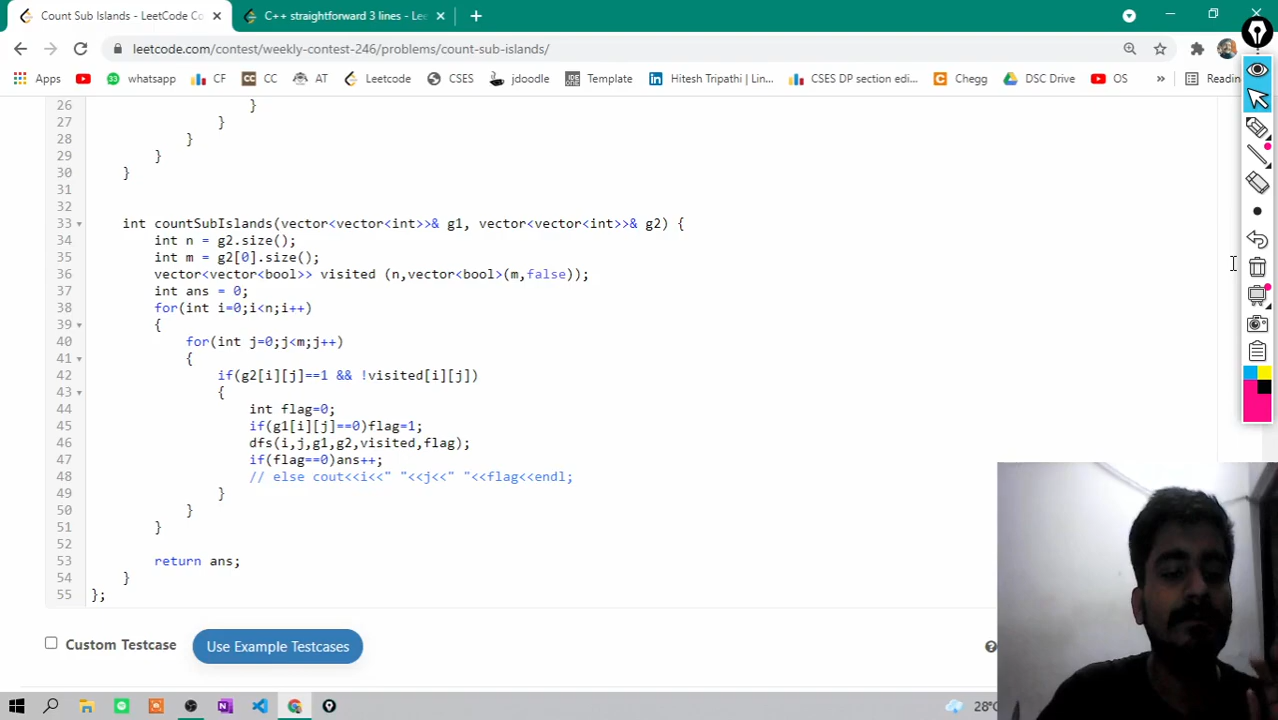 Count Sub Islands - LeetCode Co
C++ straightforward 3 lines - Lee
leetcode.com/contest/weekly-contest-246/problems/count-sub-islands/
Apps
whatsapp
CF
CC
AT
Leetcode
CSES
jdoodle
Template
Hitesh Tripathi | Lin...
CSES DP section edi...
Chegg
DSC Drive
OS
»
Reading
26 }
27 }
28 }
29 }
30 }
31
32
33 int countSubIslands(vector<vector<int>>& g1, vector<vector<int>>& g2) {
34 int n = g2.size();
35 int m = g2[0].size();
36 vector<vector<bool>> visited (n,vector<bool>(m,false));
37 int ans = 0;
38 for(int i=0;i<n;i++)
39 {
40 for(int j=0;j<m;j++)
41 {
42 if(g2[i][j]==1 && !visited[i][j])
43 {
44 int flag=0;
45 if(g1[i][j]==0)flag=1;
46 dfs(i,j,g1,g2,visited,flag);
47 if(flag==0)ans++;
48 // else cout<<i<<" "<<j<<" "<<flag<<endl;
49 }
50 }
51 }
52
53 return ans;
54 }
55 };
Custom Testcase
Use Example Testcases
28°C